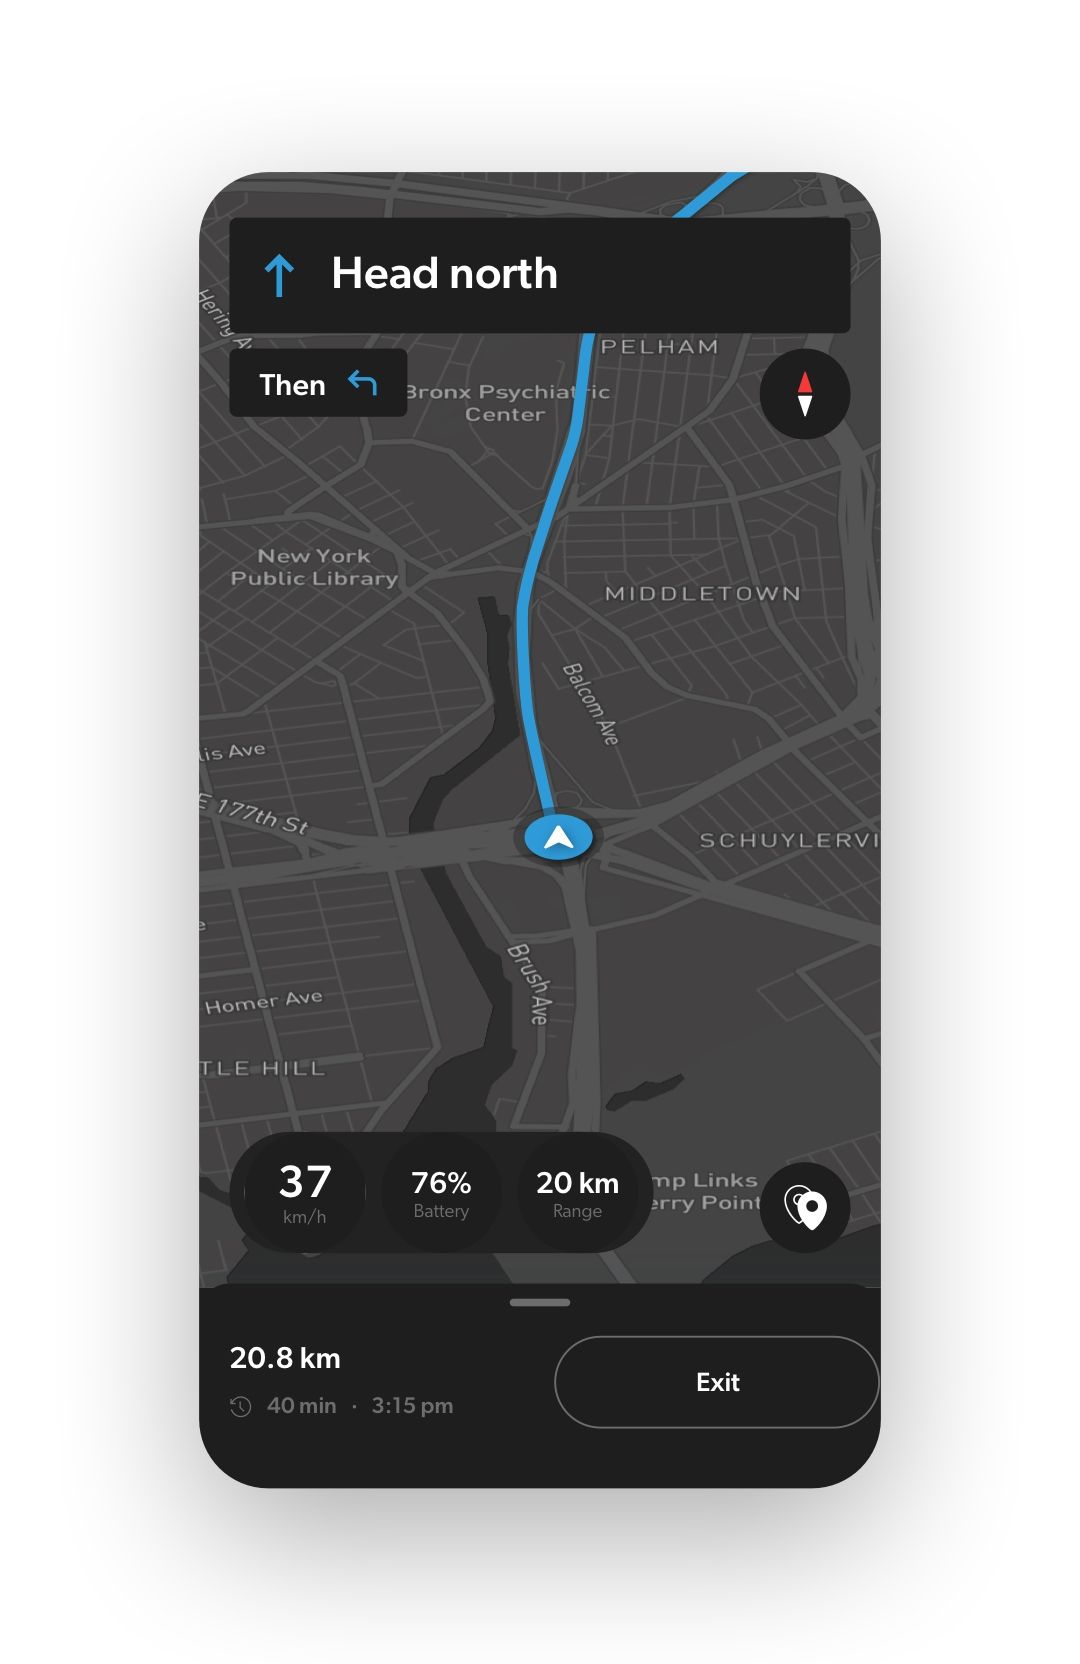 Head north
Hering A
PELHAM
Then
Bronx Psychiatric
Center
New York
Public Library
MIDDLETOWN
Balcom Ave
lis Ave
E 177th St
SCHUYLERVI
e
Brush Ave
Homer Ave
TLE HILL
37
km/h
76%
Battery
20 km
Range
mp Links
erry Point
20.8 km
40 min · 3:15 pm
Exit